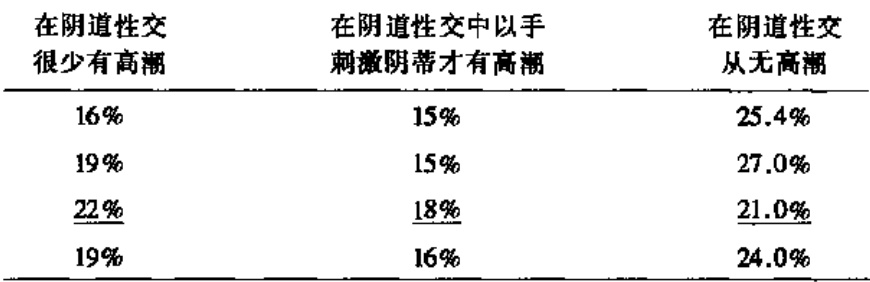 在阴道性交 在阴道性交中以手 在阴道性交
很少有高潮 刺激阴蒂才有高潮 从无高潮
16% 15% 25.4%
19% 15% 27.0%
22% 18% 21.0%
19% 16% 24.0%